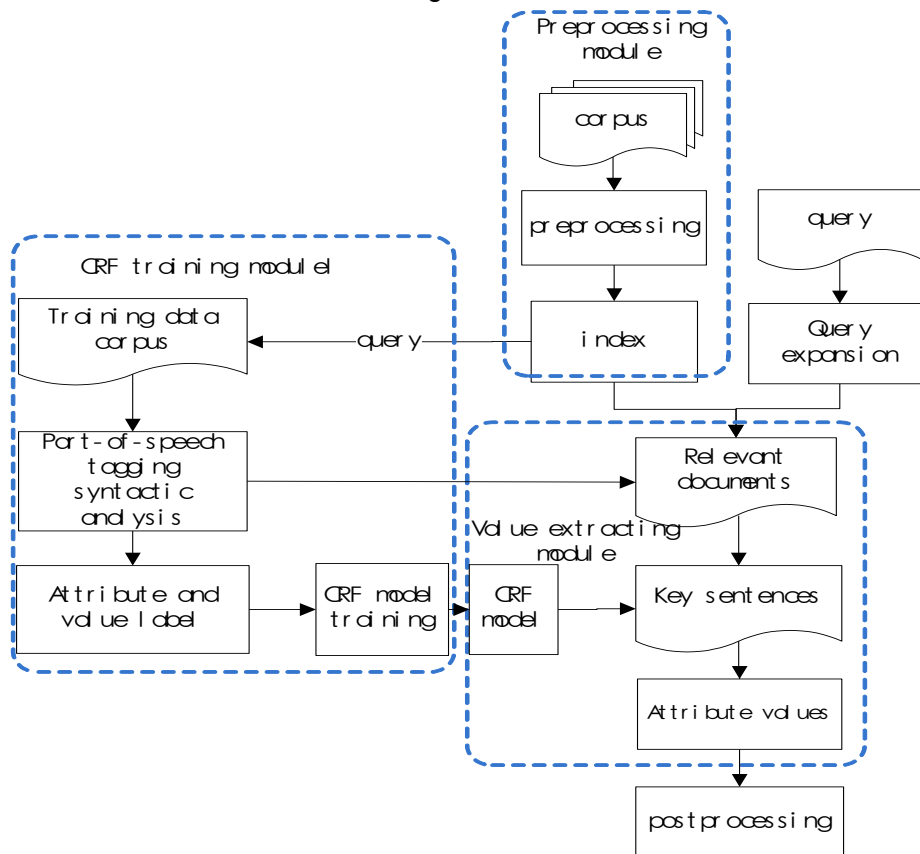 Preprocessing
module
corpus
preprocessing
query
CRF training modulel
Training data
corpus
query
index
Query
expansion
Part-of-speech
tagging
syntactic
analysis
Relevant
documents
Value extracting
module
Attribute and
value label
CRF model
training
CRF
model
Key sentences
Attribute values
postprocessing